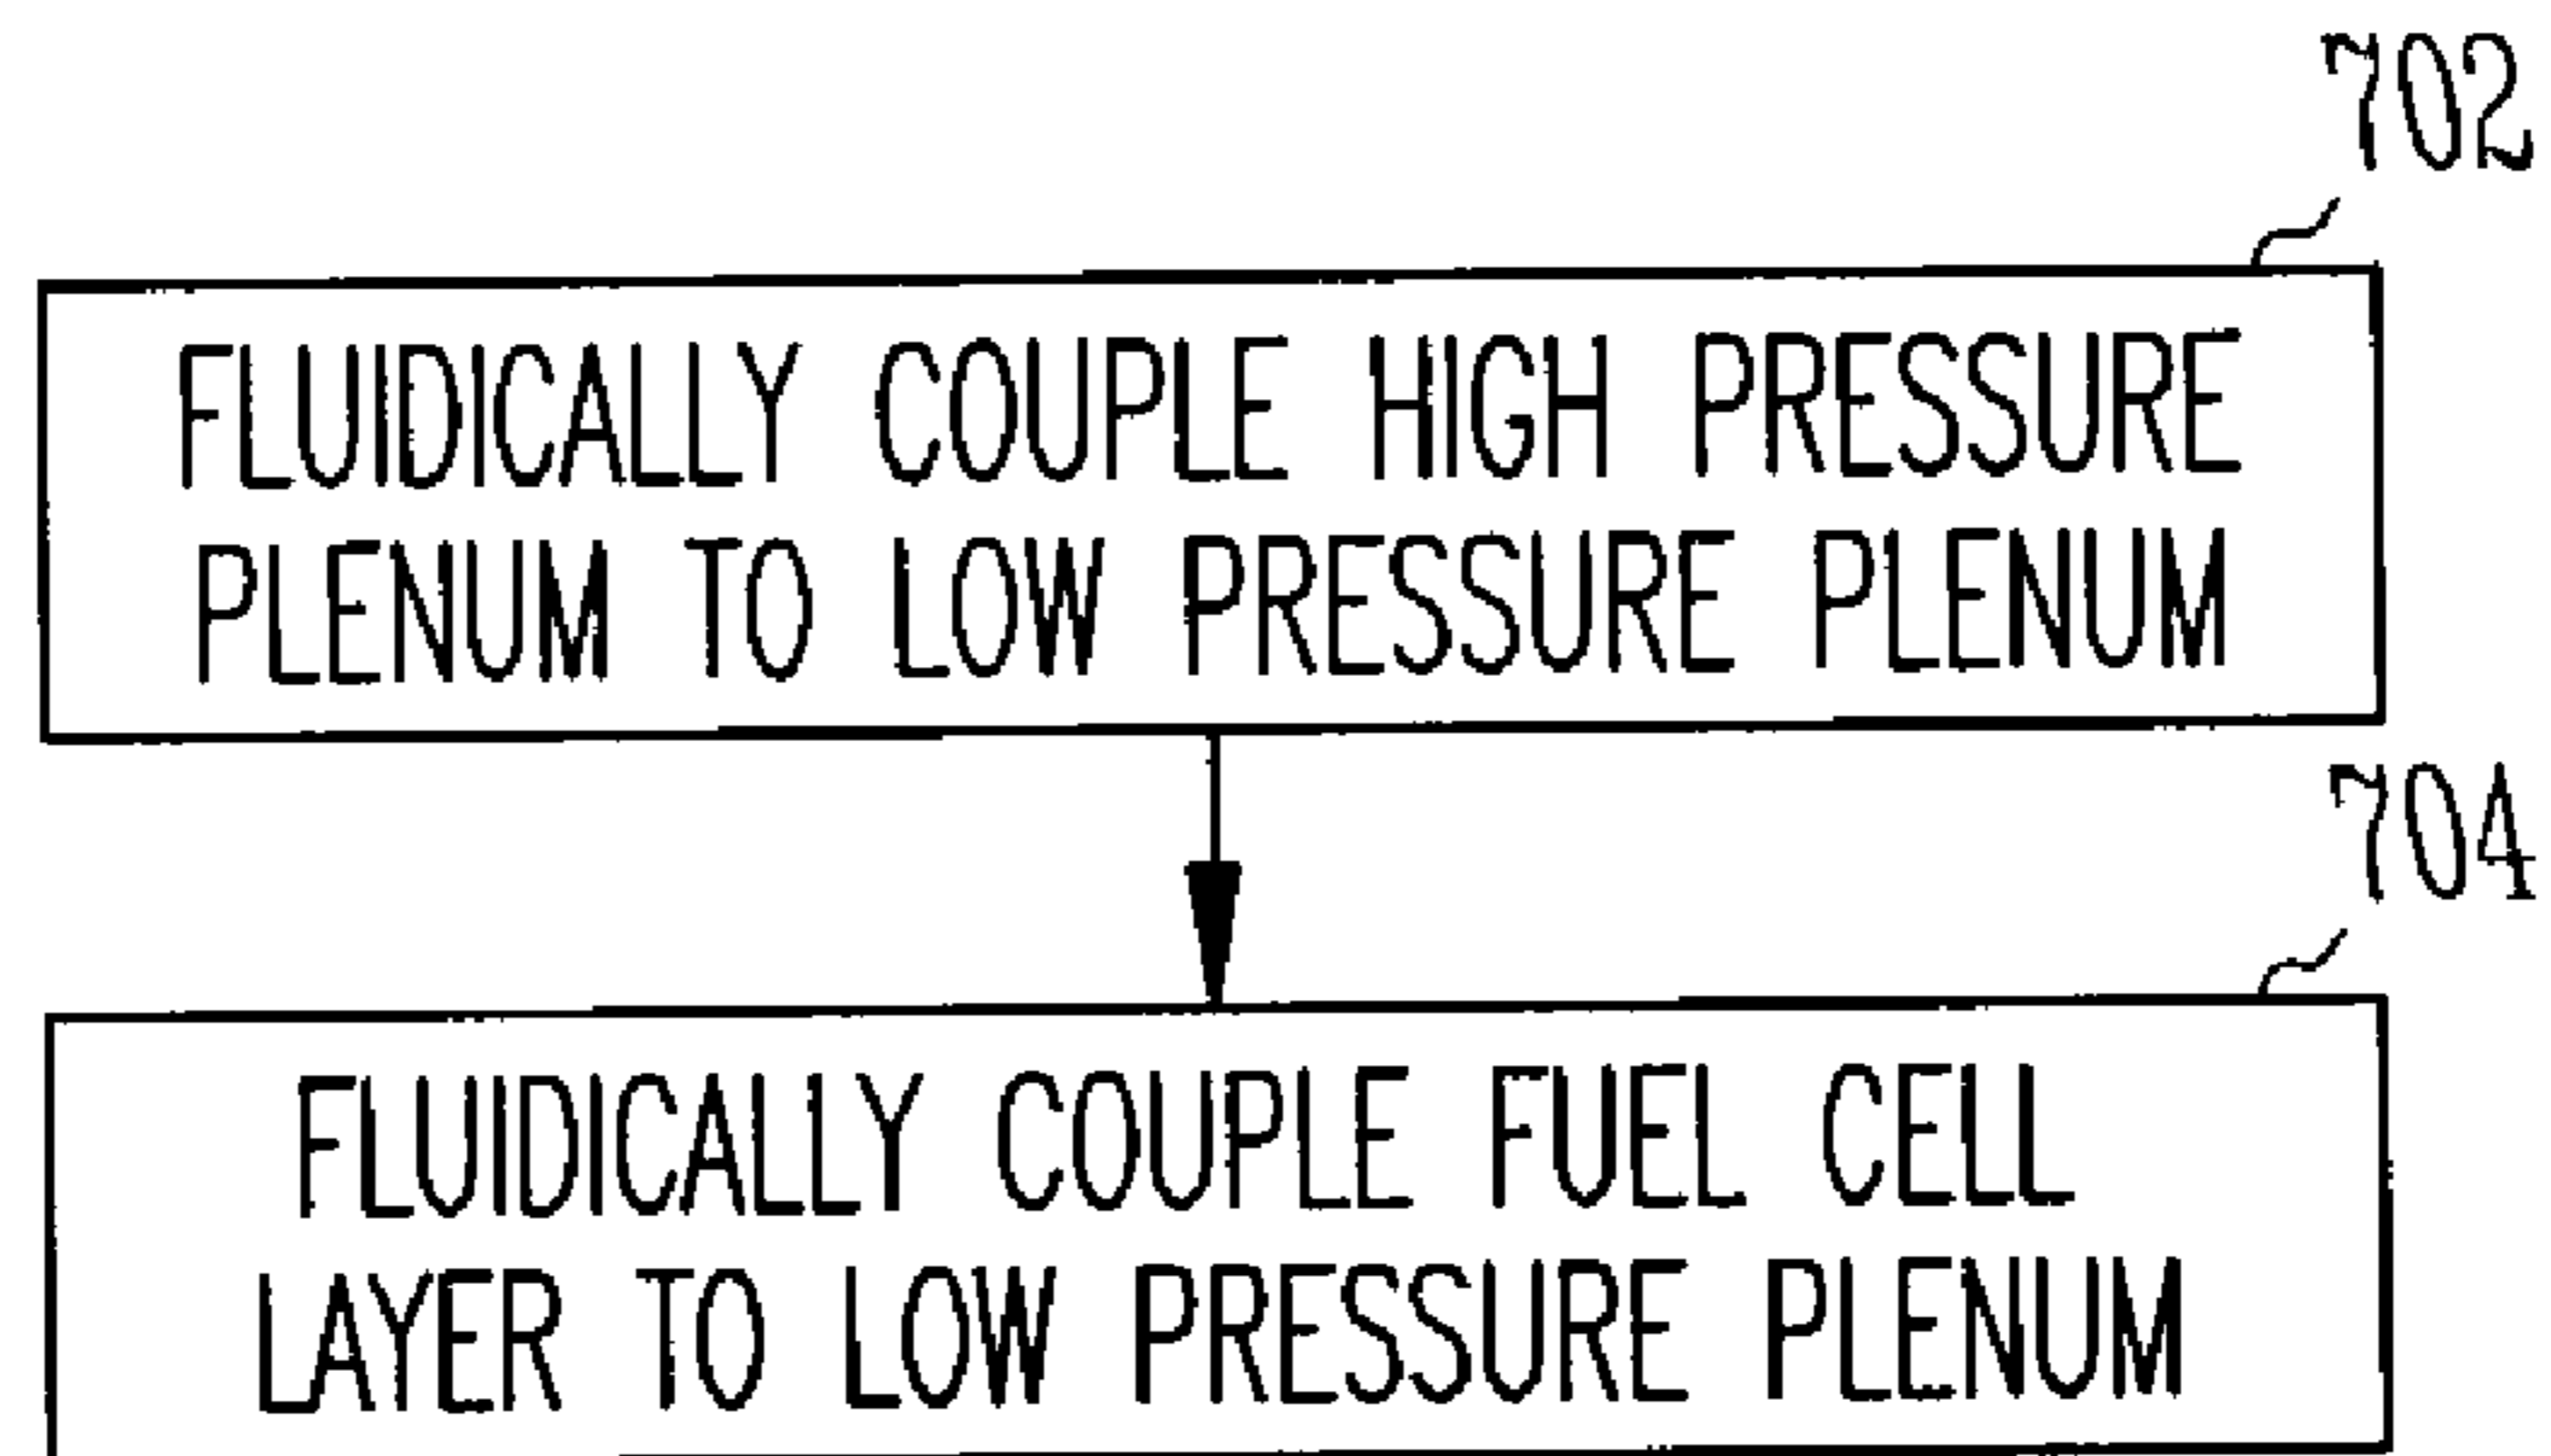 702
FLUIDICALLY COUPLE HIGH PRESSURE
PLENUM TO LOW PRESSURE PLENUM
704
FLUIDICALLY COUPLE FUEL CELL
LAYER TO LOW PRESSURE PLENUM